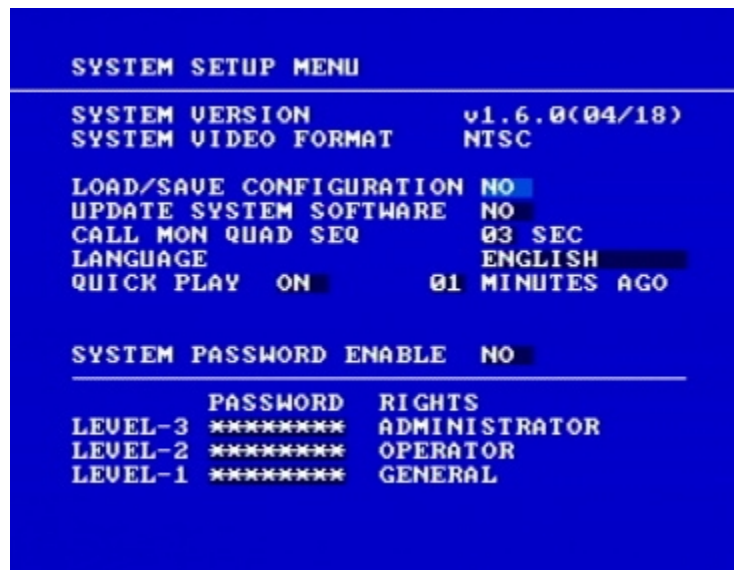 SYSTEM SETUP MENU
SYSTEM VERSION v1.6.0(04/18)
SYSTEM VIDEO FORMAT NTSC
LOAD/SAVE CONFIGURATION NO
UPDATE SYSTEM SOFTWARE NO
CALL MON QUAD SEQ 03 SEC
LANGUAGE ENGLISH
QUICK PLAY ON 01 MINUTES AGO
SYSTEM PASSWORD ENABLE NO
PASSWORD RIGHTS
LEVEL-3 ******** ADMINISTRATOR
LEVEL-2 ******** OPERATOR
LEVEL-1 ******** GENERAL